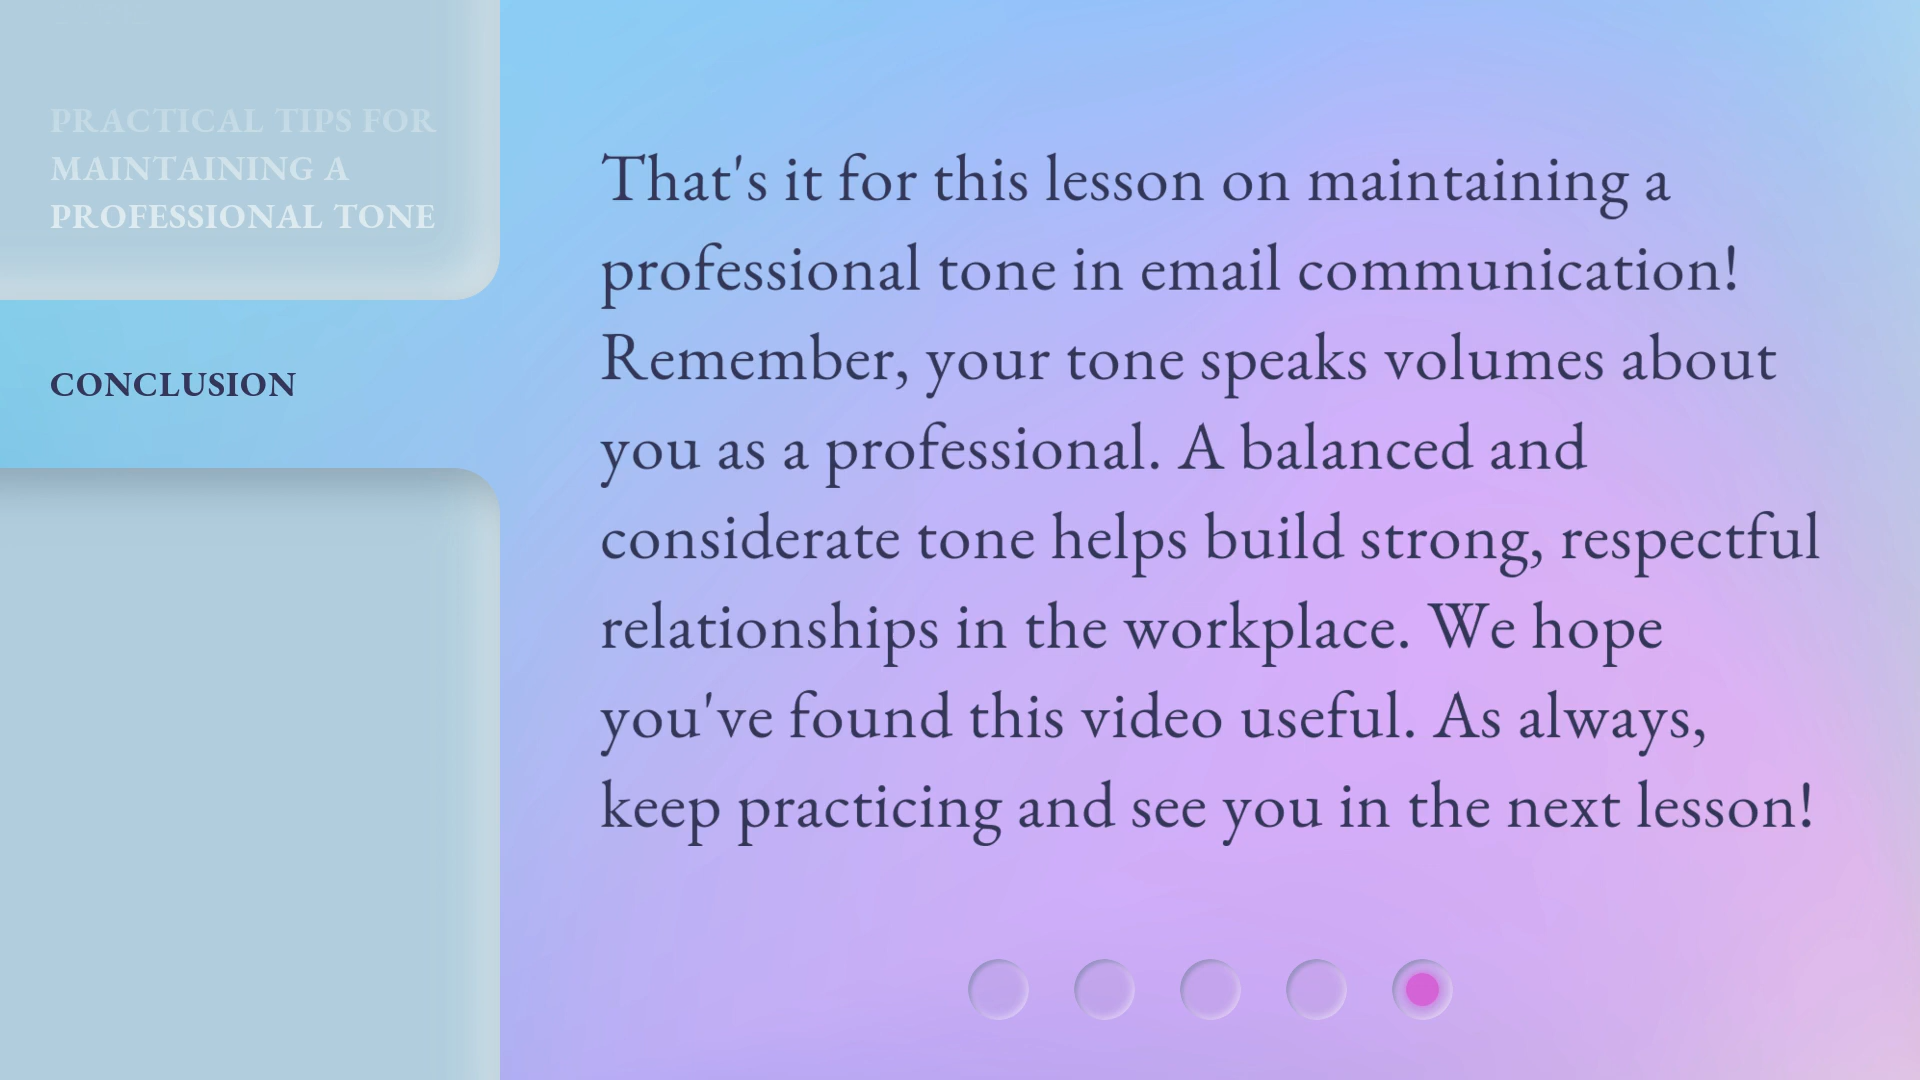 PRACTICAL TIPS FOR
MAINTAINING A
PROFESSIONAL TONE
CONCLUSION
That's it for this lesson on maintaining a
professional tone in email communication!
Remember, your tone speaks volumes about
you as a professional. A balanced and
considerate tone helps build strong, respectful
relationships in the workplace. We hope
you've found this video useful. As always,
keep practicing and see you in the next lesson!